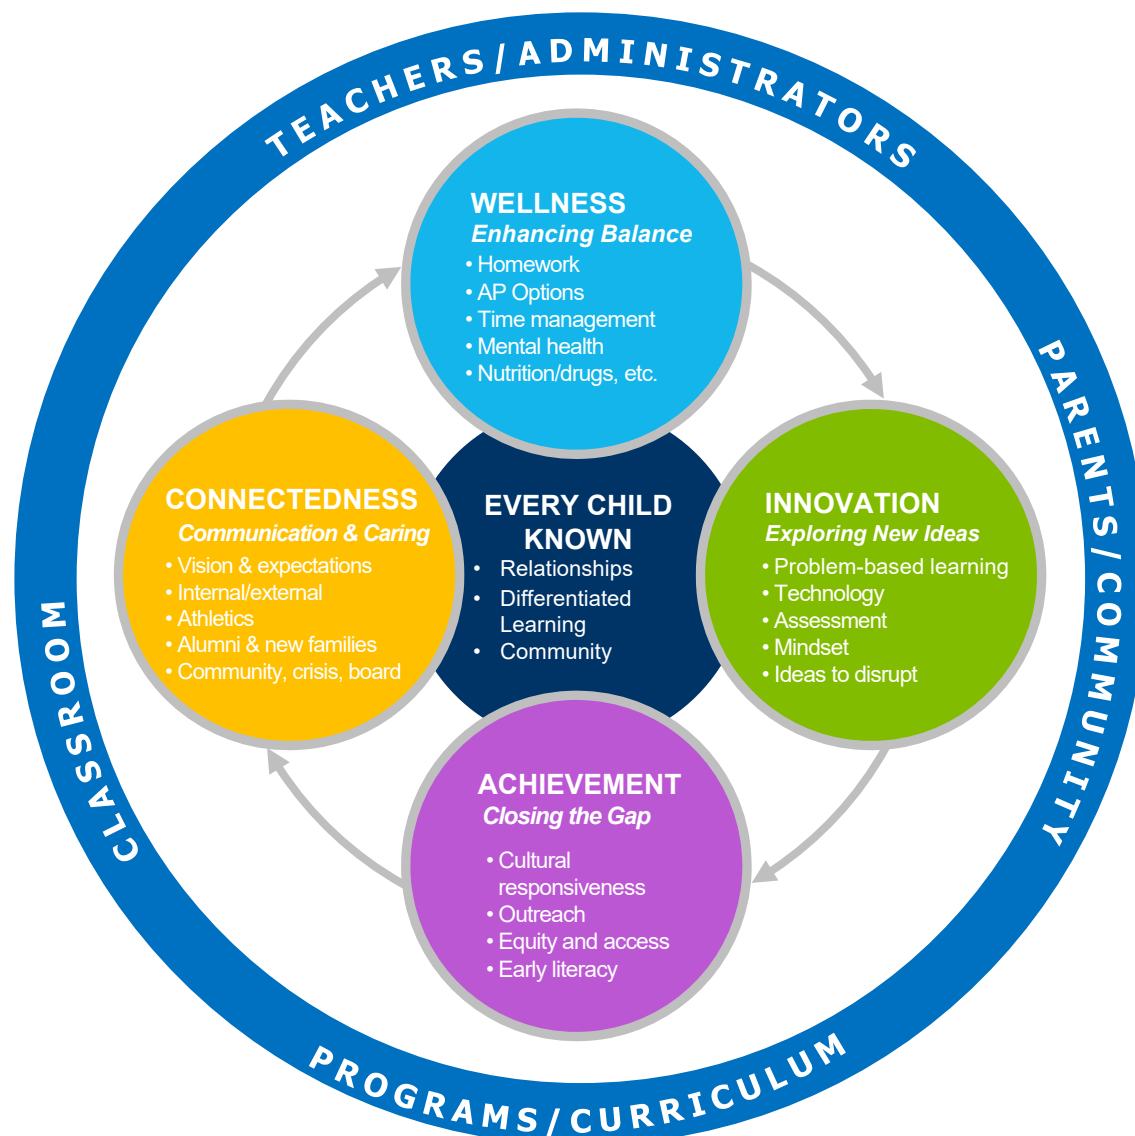 TEACHERS/ADMINISTRATORS
WELLNESS
Enhancing Balance
• Homework
• AP Options
• Time management
• Mental health
• Nutrition/drugs, etc.
PARENTS/COMMUNITY
CONNECTEDNESS
Communication & Caring
• Vision & expectations
• Internal/external
• Athletics
• Alumni & new families
• Community, crisis, board
EVERY CHILD
KNOWN
• Relationships
• Differentiated
Learning
• Community
INNOVATION
Exploring New Ideas
• Problem-based learning
• Technology
• Assessment
• Mindset
• Ideas to disrupt
CLASSROOM
ACHIEVEMENT
Closing the Gap
• Cultural
responsiveness
• Outreach
• Equity and access
• Early literacy
PROGRAMS/CURRICULUM